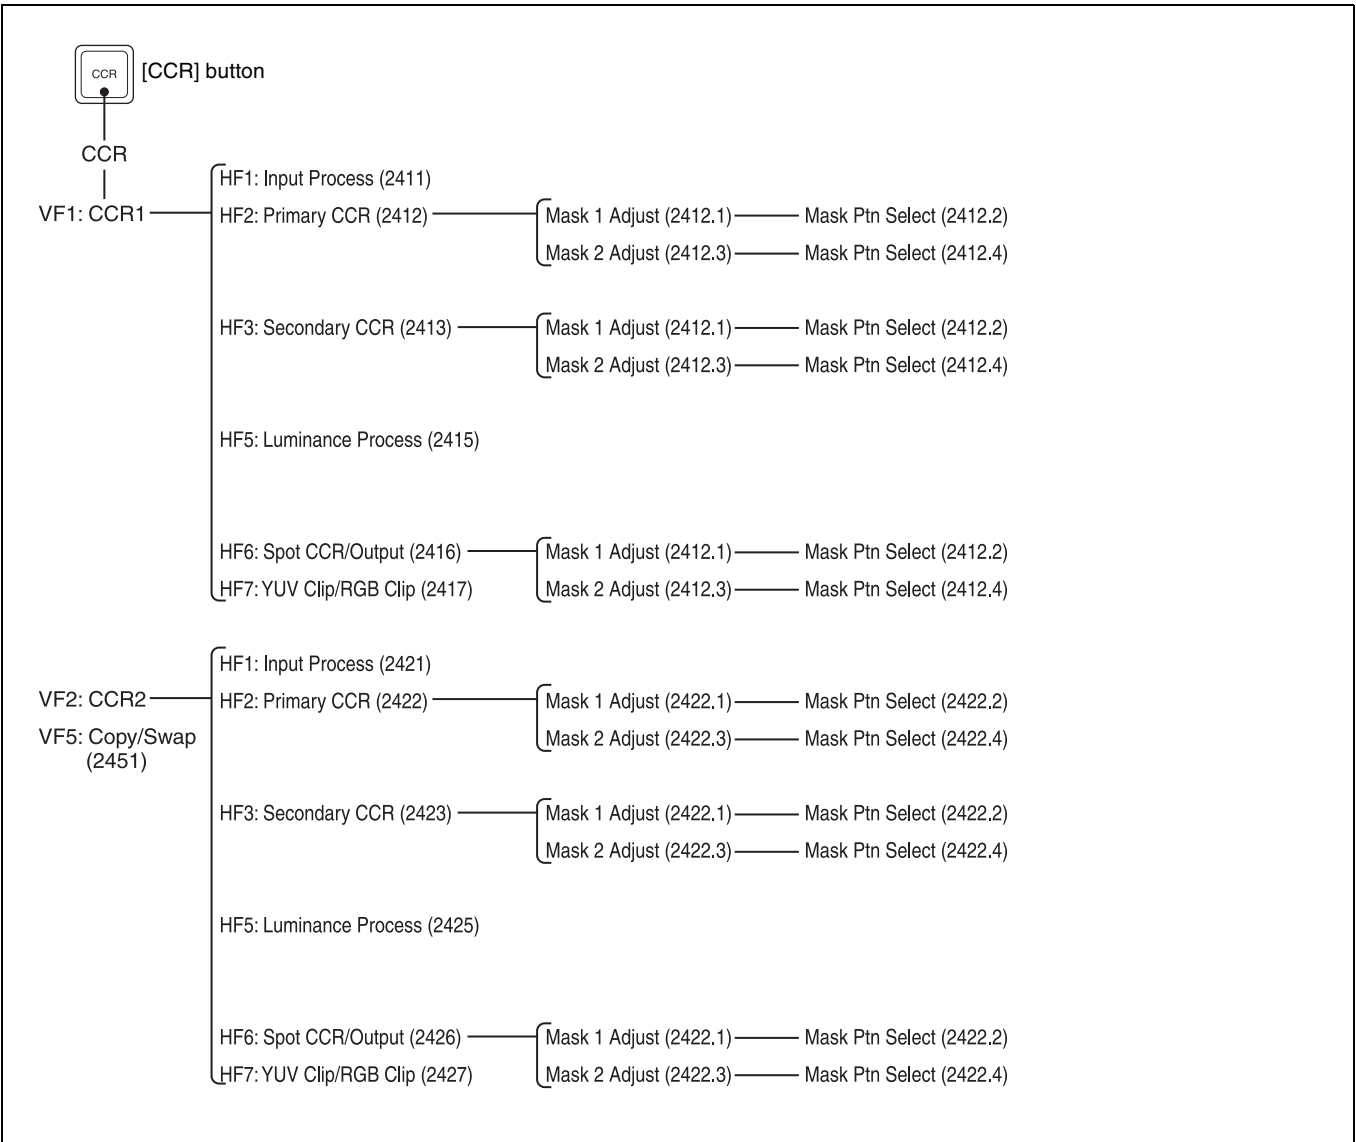 CCR
[CCR] button
CCR
HF1: Input Process (2411)
VF1: CCR1
HF2: Primary CCR (2412)
Mask 1 Adjust (2412.1)
Mask Ptn Select (2412.2)
Mask 2 Adjust (2412.3)
Mask Ptn Select (2412.4)
HF3: Secondary CCR (2413)
Mask 1 Adjust (2412.1)
Mask Ptn Select (2412.2)
Mask 2 Adjust (2412.3)
Mask Ptn Select (2412.4)
HF5: Luminance Process (2415)
HF6: Spot CCR/Output (2416)
Mask 1 Adjust (2412.1)
Mask Ptn Select (2412.2)
HF7: YUV Clip/RGB Clip (2417)
Mask 2 Adjust (2412.3)
Mask Ptn Select (2412.4)
HF1: Input Process (2421)
VF2: CCR2
HF2: Primary CCR (2422)
Mask 1 Adjust (2422.1)
Mask Ptn Select (2422.2)
VF5: Copy/Swap
(2451)
Mask 2 Adjust (2422.3)
Mask Ptn Select (2422.4)
HF3: Secondary CCR (2423)
Mask 1 Adjust (2422.1)
Mask Ptn Select (2422.2)
Mask 2 Adjust (2422.3)
Mask Ptn Select (2422.4)
HF5: Luminance Process (2425)
HF6: Spot CCR/Output (2426)
Mask 1 Adjust (2422.1)
Mask Ptn Select (2422.2)
HF7: YUV Clip/RGB Clip (2427)
Mask 2 Adjust (2422.3)
Mask Ptn Select (2422.4)